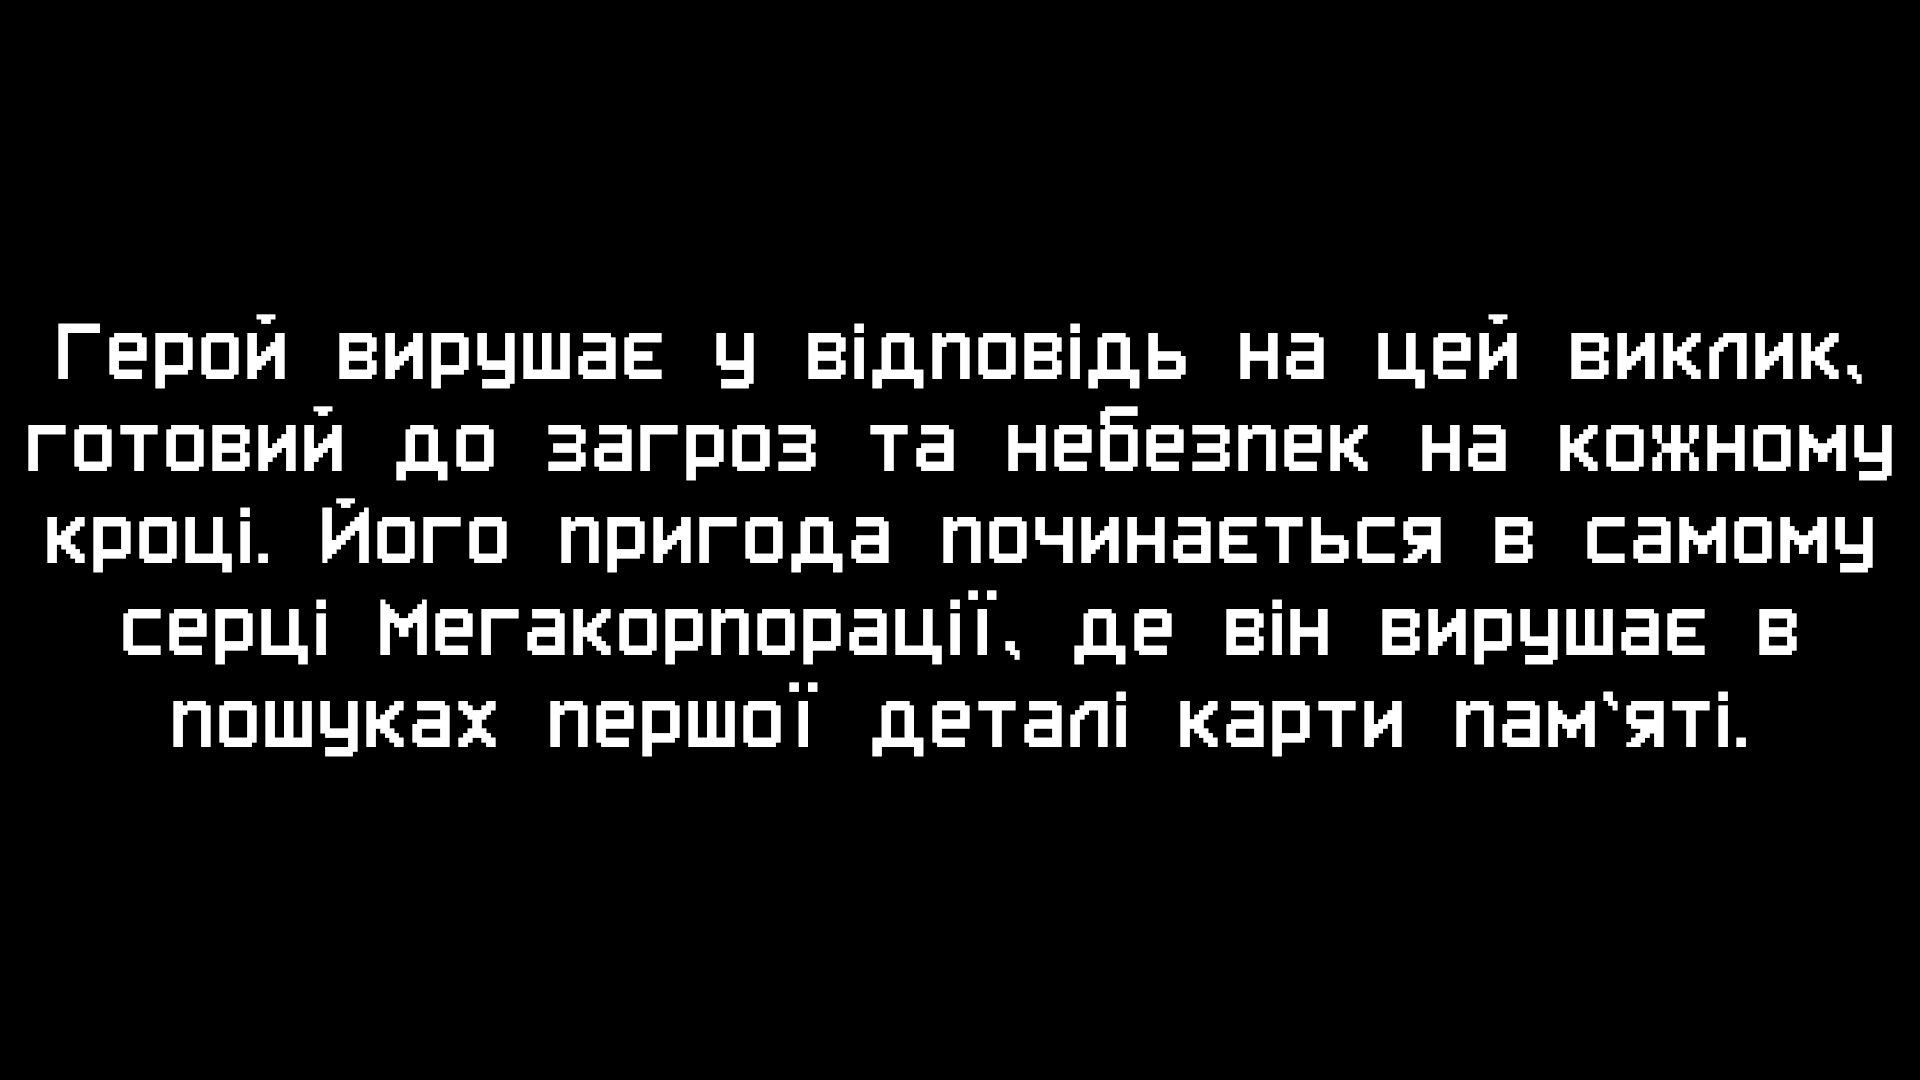 Герой вирушає у відповідь на цей виклик,
готовий до загроз та небезпек на кожному
кроці. Його пригода починається в самому
серці Мегакорпорації, де він вирушає в
пошуках першої деталі карти пам`яті.